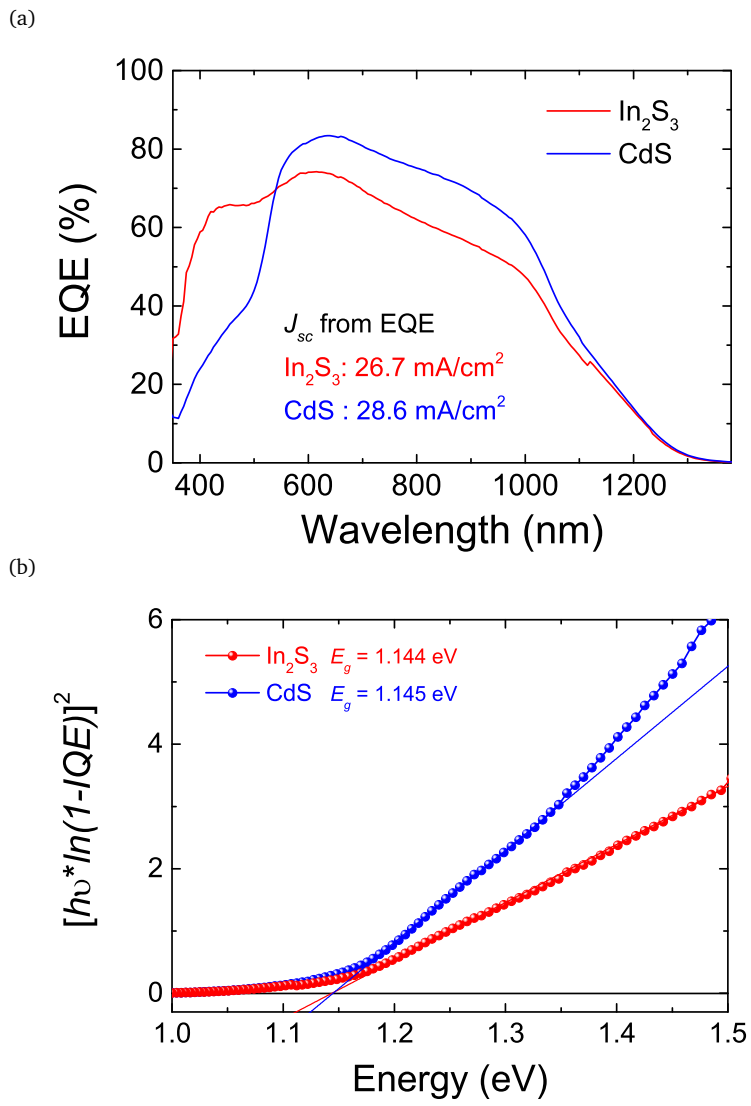 (a)
100
80
60
40
20
0
EQE (%)
In₂S₃
CdS
J_sc from EQE
In₂S₃: 26.7 mA/cm²
CdS : 28.6 mA/cm²
400 600 800 1000 1200
Wavelength (nm)
(b)
6
4
2
0
[hυ*ln(1-IQE)]²
In₂S₃ E_g = 1.144 eV
CdS E_g = 1.145 eV
1.0 1.1 1.2 1.3 1.4 1.5
Energy (eV)